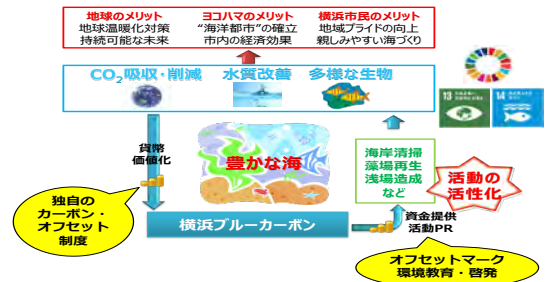 地球のメリット
地球温暖化対策
持続可能な未来
ヨコハマのメリット
“海洋都市”の確立
市内の経済効果
横浜市民のメリット
地域プライドの向上
親しみやすい海づくり
CO₂吸収・削減 水質改善 多様な生物
13
14
貨幣
価値化
豊かな海
海岸清掃
藻場再生
浅場造成
など
活動の
活性化
独自の
カーボン・
オフセット
制度
横浜ブルーカーボン
資金提供
活動PR
オフセットマーク
環境教育・啓発